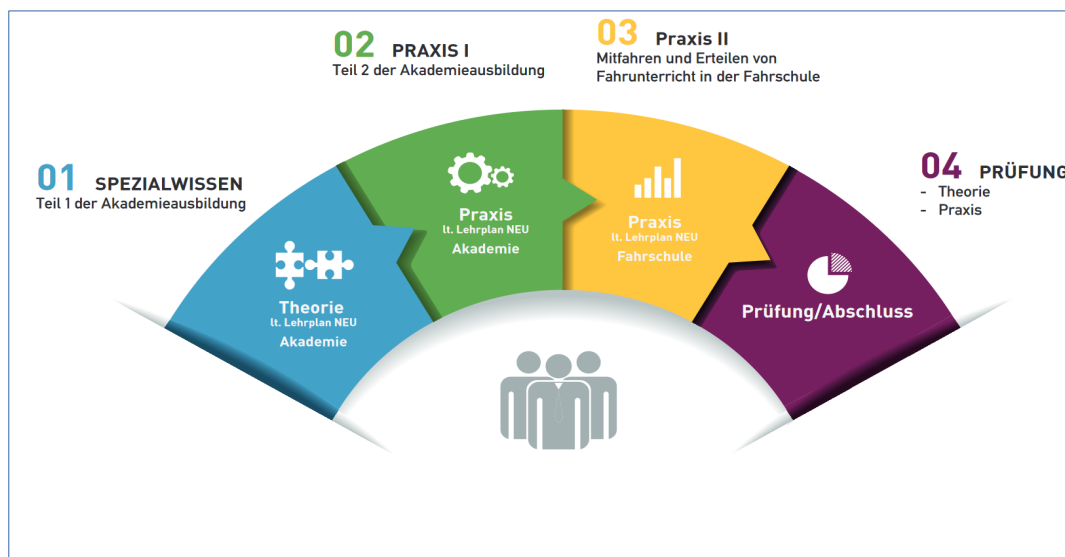 01 SPEZIALWISSEN
Teil 1 der Akademieausbildung
02 PRAXIS I
Teil 2 der Akademieausbildung
03 Praxis II
Mitfahren und Erteilen von
Fahrunterricht in der Fahrschule
04 PRÜFUNG
- Theorie
- Praxis
Theorie
lt. Lehrplan NEU
Akademie
Praxis
lt. Lehrplan NEU
Akademie
Praxis
lt. Lehrplan NEU
Fahrschule
Prüfung/Abschluss